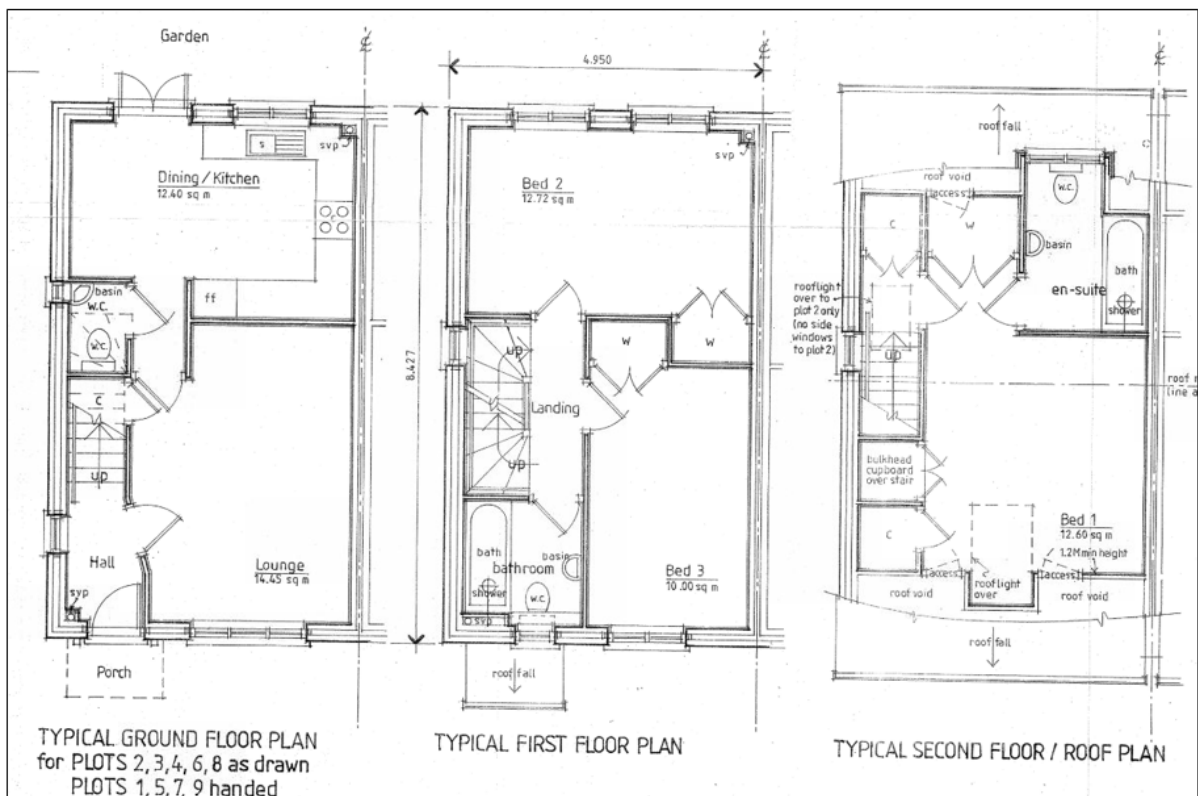 Garden
℄
Dining / Kitchen
12.40 sq m
s
svp
ff
basin
W.C.
W.C.
C
up
Hall
Lounge
14.45 sq m
svp
Porch
TYPICAL GROUND FLOOR PLAN
for PLOTS 2, 3, 4, 6, 8 as drawn
PLOTS 1, 5, 7, 9 handed
4.950
℄
8.427
Bed 2
12.72 sq m
svp
up
W
W
Landing
up
bath
shower
bathroom
basin
W.C.
svp
Bed 3
10.00 sq m
roof fall
TYPICAL FIRST FLOOR PLAN
℄
roof fall
roof void
access
C
W
W.C.
basin
bath
en-suite
shower
rooflight
over to
plot 2 only
(no side
windows
to plot 2)
up
bulkhead
cupboard
over stair
C
Bed 1
12.60 sq m
1.2M min height
access
access
roof void
rooflight
over
roof void
roof fall
TYPICAL SECOND FLOOR / ROOF PLAN